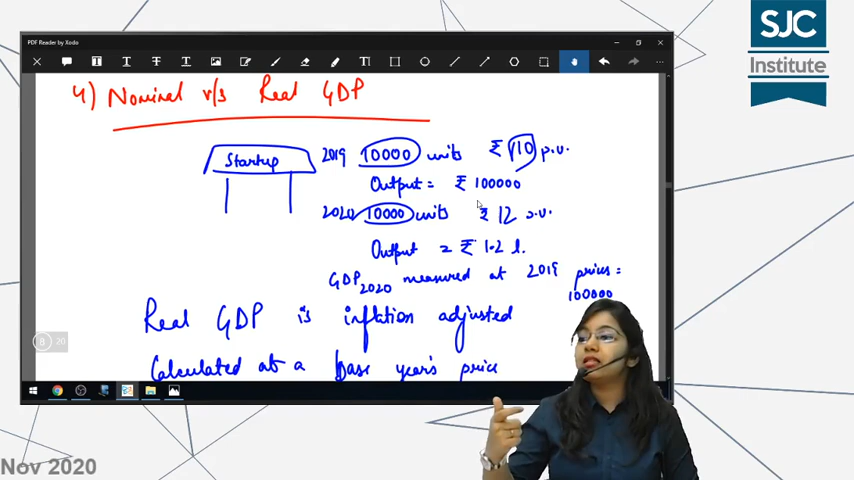 PDF Reader by Xodo
SJC
Institute
4) Nominal v/s Real GDP
Startup
2019 10000 units ₹ 10 p.u.
Output = ₹ 100000
2020 10000 units ₹ 12 p.u.
Output = ₹ 1.2 l.
GDP2020 measured at 2019 prices =
100000
Real GDP is inflation adjusted
Calculated at a base year's price
8 20
Nov 2020